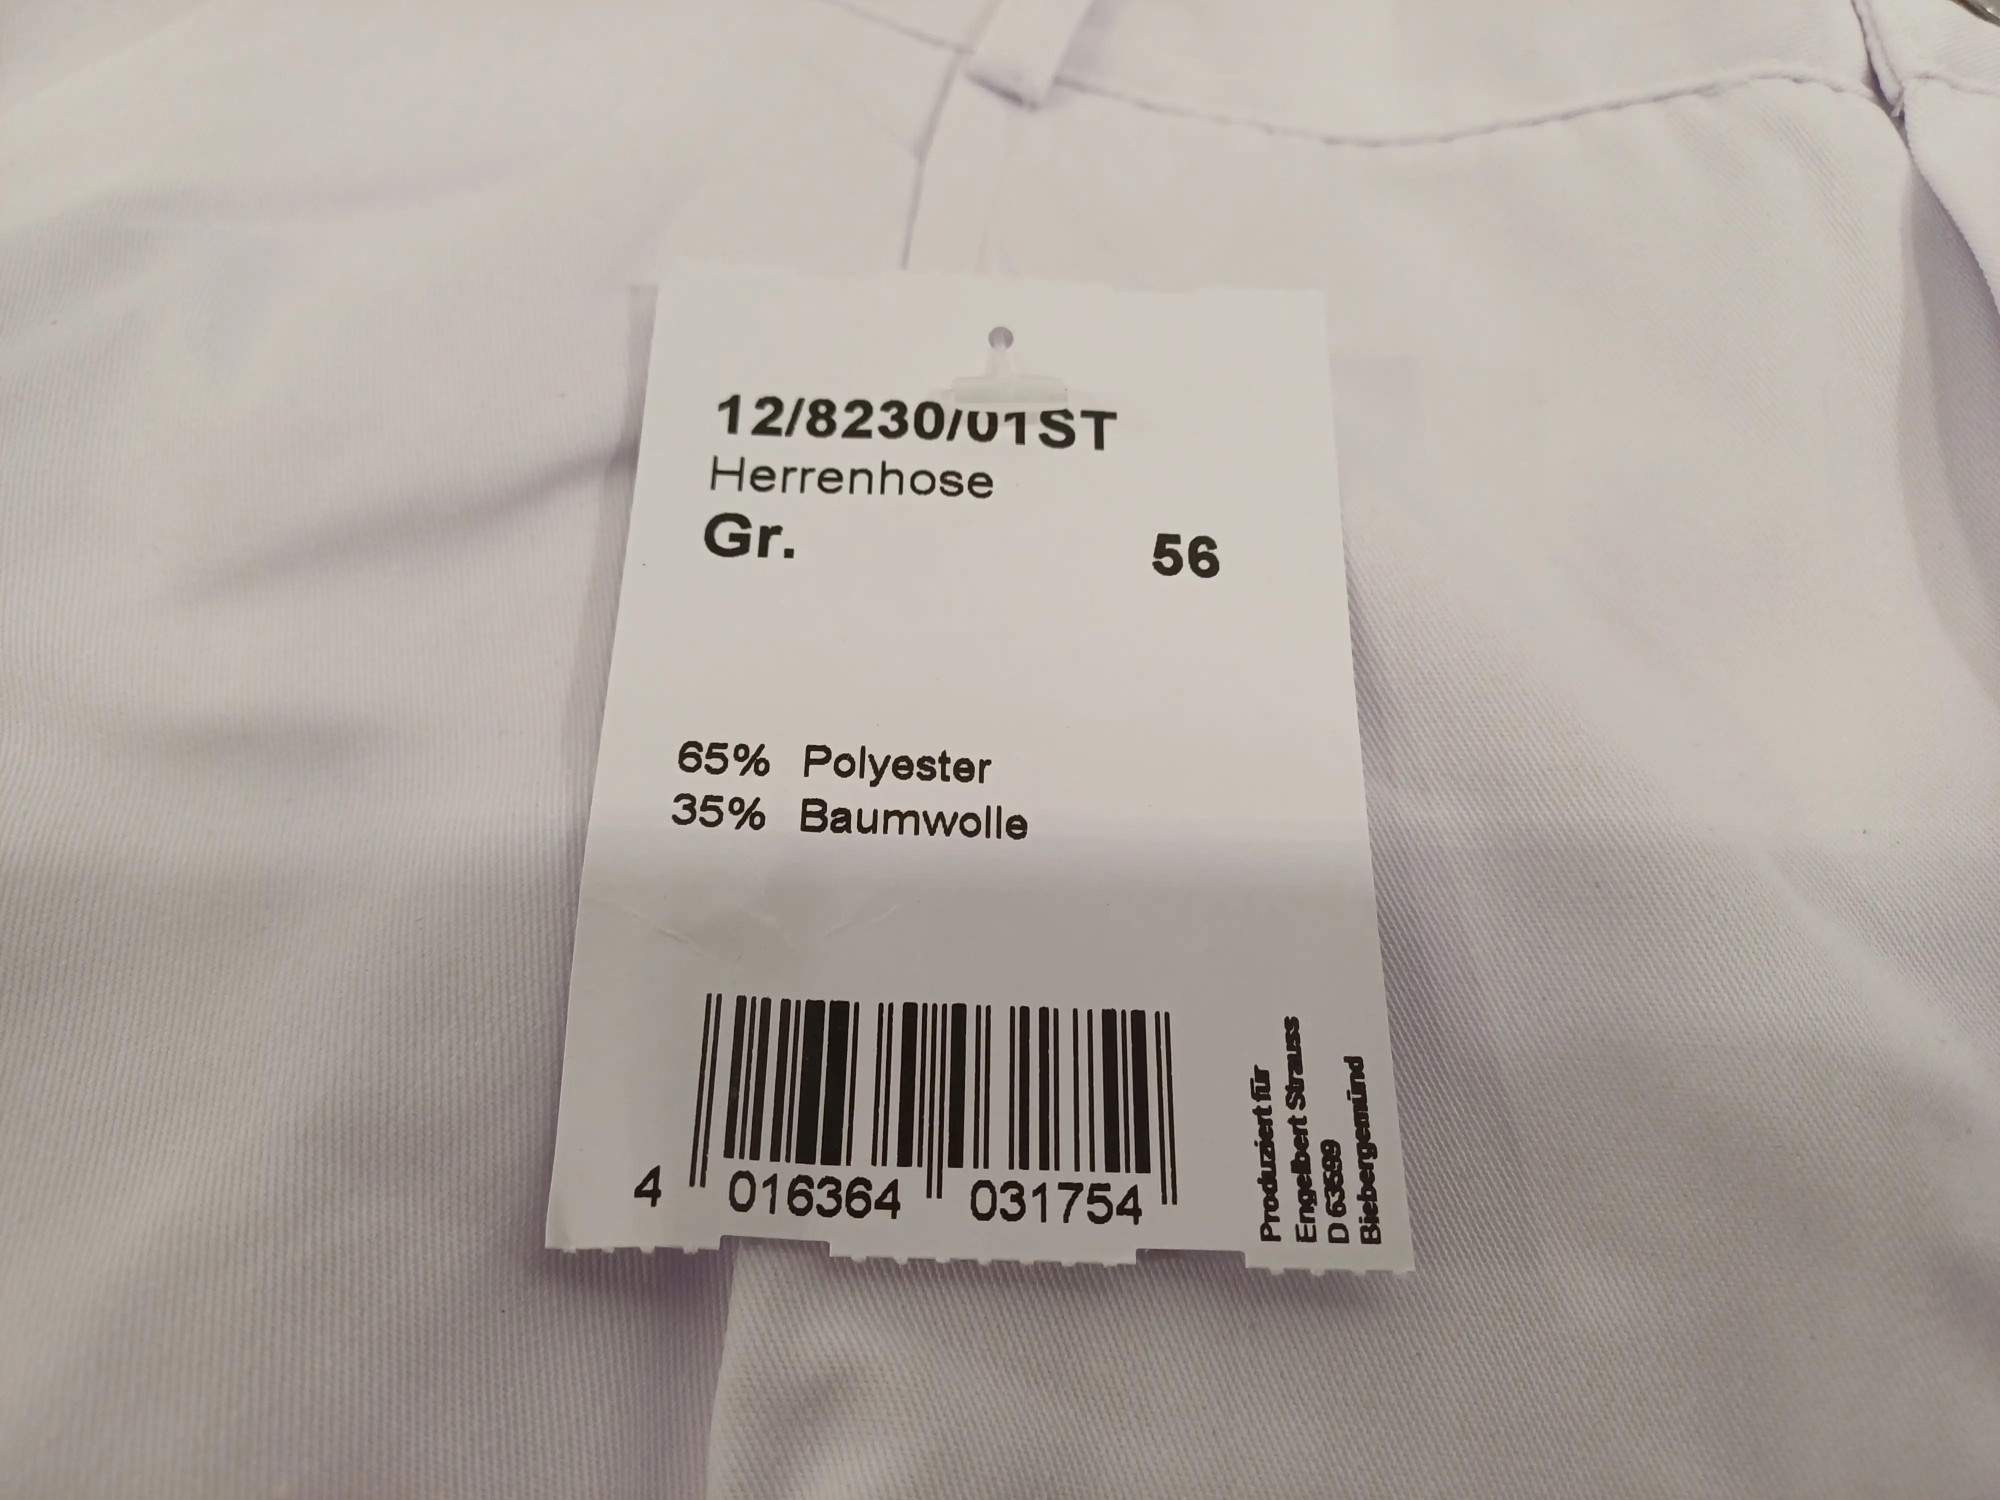 12/8230/01ST
Herrenhose
Gr. 56
65% Polyester
35% Baumwolle
4 016364 031754
Produziert für
Engelbert Strauss
D 63599
Biebergemünd